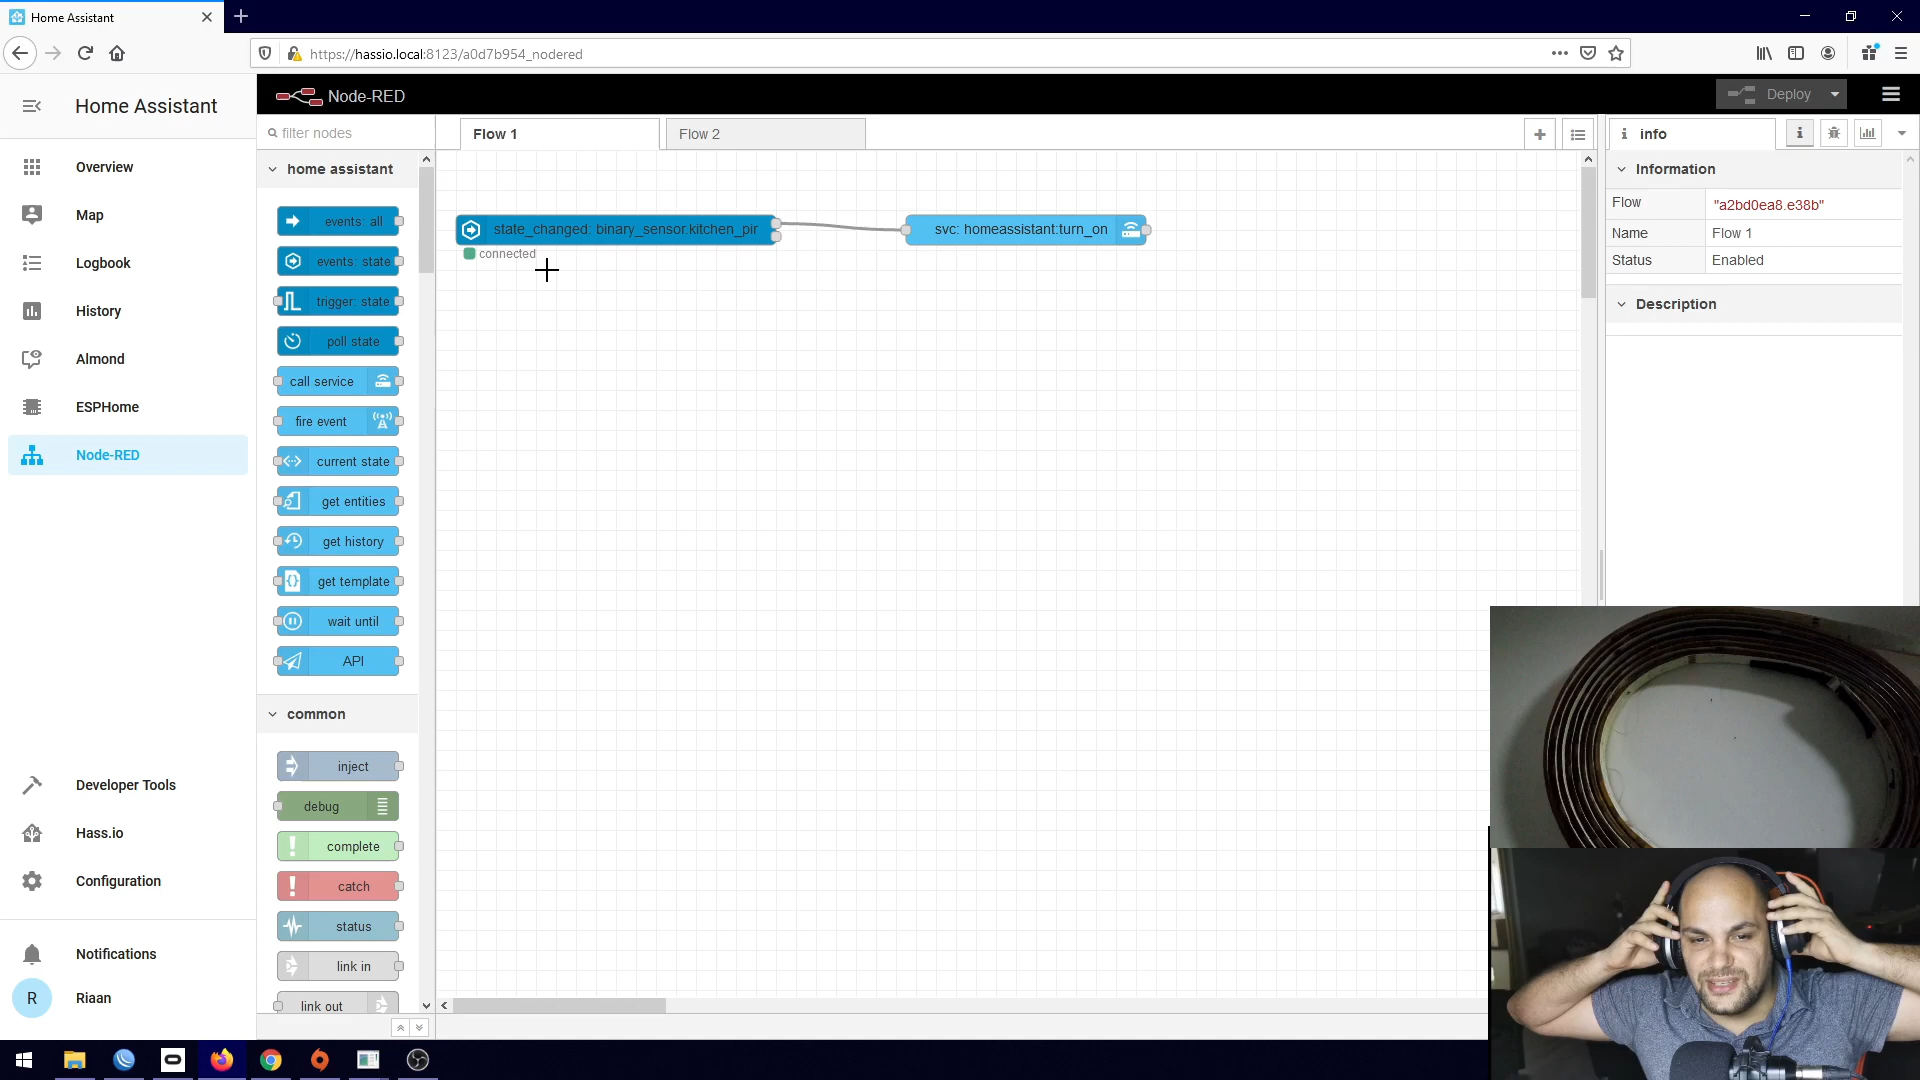 Home Assistant
https://hassio.local:8123/a0d7b954_nodered
Home Assistant
Overview
Map
Logbook
History
Almond
ESPHome
Node-RED
Developer Tools
Hass.io
Configuration
Notifications
R
Riaan
Node-RED
Deploy
filter nodes
home assistant
events: all
events: state
trigger: state
poll state
call service
fire event
current state
get entities
get history
get template
wait until
API
common
inject
debug
complete
catch
status
link in
link out
Flow 1
Flow 2
state_changed: binary_sensor.kitchen_pir
connected
svc: homeassistant:turn_on
info
Information
Flow "a2bd0ea8.e38b"
Name Flow 1
Status Enabled
Description